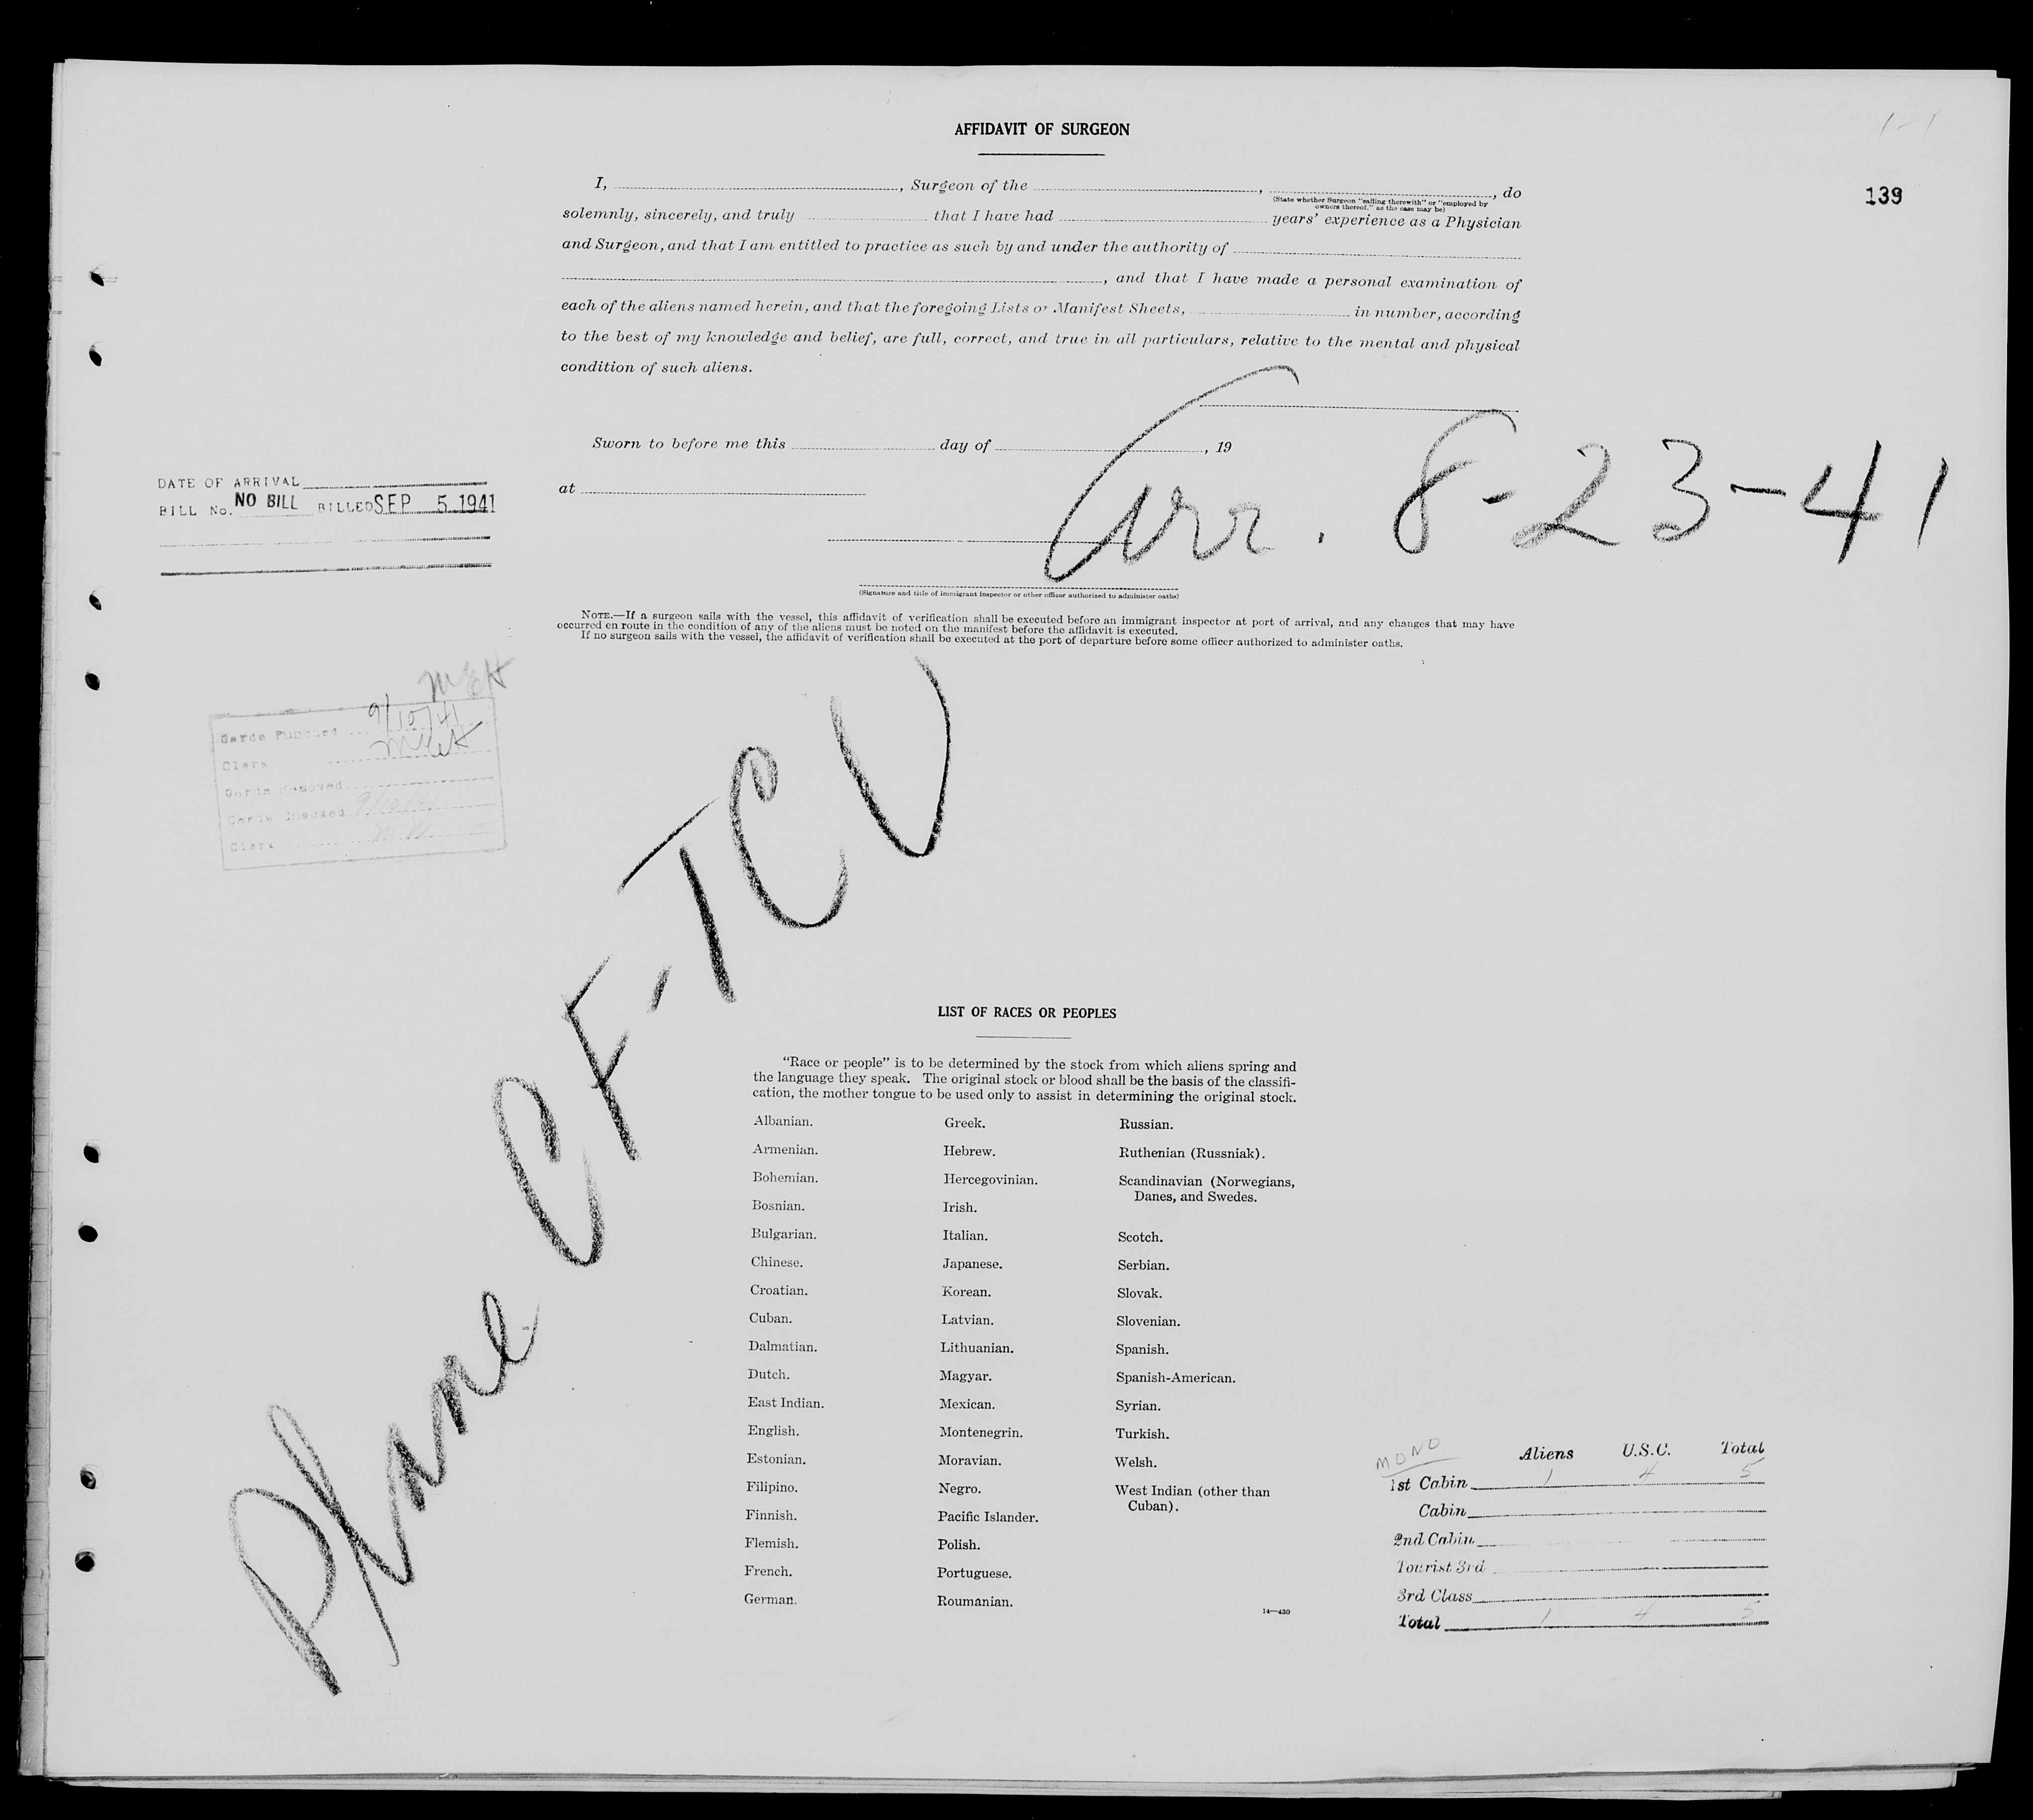 AFFIDAVIT OF SURGEON
139
I, , Surgeon of the , , do
(State whether Surgeon "sailing therewith" or "employed by
owners thereof," as the case may be)
solemnly, sincerely, and truly that I have had years' experience as a Physician
and Surgeon, and that I am entitled to practice as such by and under the authority of
, and that I have made a personal examination of
each of the aliens named herein, and that the foregoing Lists or Manifest Sheets, in number, according
to the best of my knowledge and belief, are full, correct, and true in all particulars, relative to the mental and physical
condition of such aliens.
Sworn to before me this day of , 19
at
Arr. 8-23-41
DATE OF ARRIVAL
BILL No. NO BILL BILLED SEP 5 1941
(Signature and title of immigrant inspector or other officer authorized to administer oaths)
NOTE.—If a surgeon sails with the vessel, this affidavit of verification shall be executed before an immigrant inspector at port of arrival, and any changes that may have
occurred en route in the condition of any of the aliens must be noted on the manifest before the affidavit is executed.
If no surgeon sails with the vessel, the affidavit of verification shall be executed at the port of departure before some officer authorized to administer oaths.
Cards Punched 9/10/41
Clerk
Cards Removed
Cards Checked 9/10/41
Clerk
Plane CF-TCU
LIST OF RACES OR PEOPLES
"Race or people" is to be determined by the stock from which aliens spring and
the language they speak. The original stock or blood shall be the basis of the classifi-
cation, the mother tongue to be used only to assist in determining the original stock.
Albanian.
Armenian.
Bohemian.
Bosnian.
Bulgarian.
Chinese.
Croatian.
Cuban.
Dalmatian.
Dutch.
East Indian.
English.
Estonian.
Filipino.
Finnish.
Flemish.
French.
German.
Greek.
Hebrew.
Hercegovinian.
Irish.
Italian.
Japanese.
Korean.
Latvian.
Lithuanian.
Magyar.
Mexican.
Montenegrin.
Moravian.
Negro.
Pacific Islander.
Polish.
Portuguese.
Roumanian.
Russian.
Ruthenian (Russniak).
Scandinavian (Norwegians,
Danes, and Swedes.
Scotch.
Serbian.
Slovak.
Slovenian.
Spanish.
Spanish-American.
Syrian.
Turkish.
Welsh.
West Indian (other than
Cuban).
14—430
MONO
Aliens U.S.C. Total
1st Cabin 1 4 5
Cabin
2nd Cabin
Tourist 3rd
3rd Class
Total 1 4 5